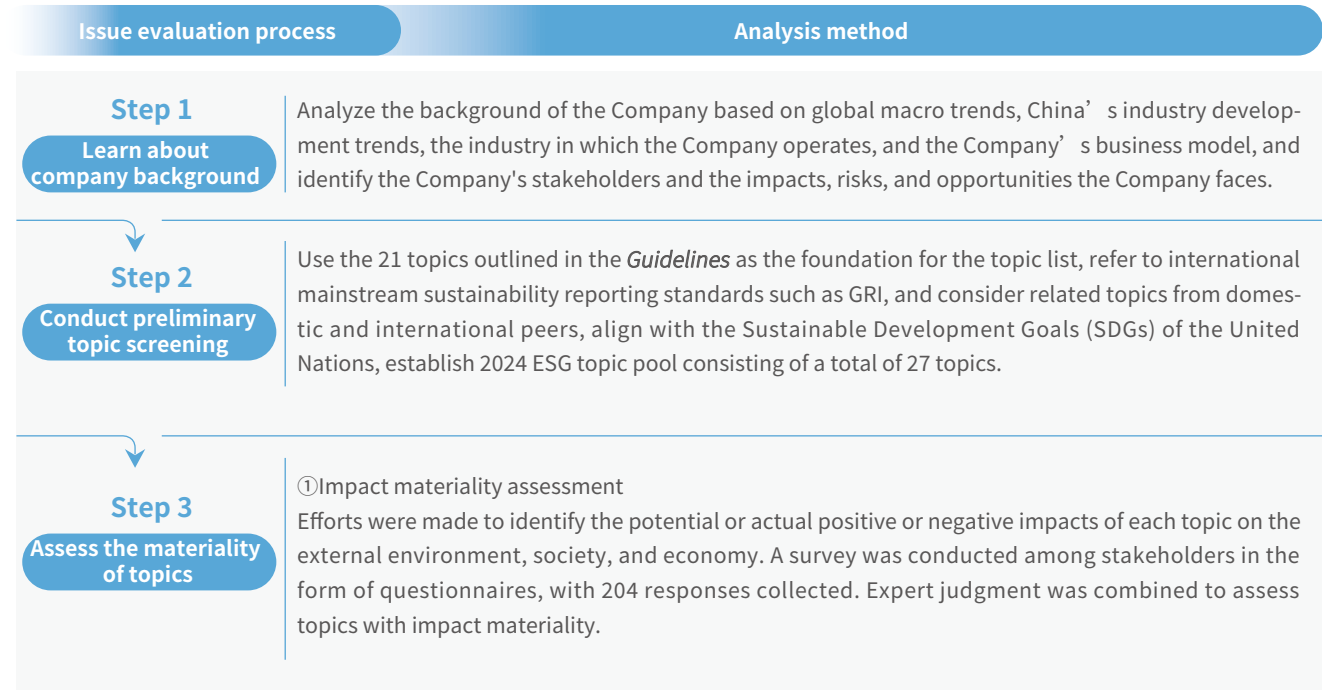 Issue evaluation process
Analysis method
Step 1
Learn about
company background
Analyze the background of the Company based on global macro trends, China’s industry develop-
ment trends, the industry in which the Company operates, and the Company’s business model, and
identify the Company's stakeholders and the impacts, risks, and opportunities the Company faces.
Step 2
Conduct preliminary
topic screening
Use the 21 topics outlined in the Guidelines as the foundation for the topic list, refer to international
mainstream sustainability reporting standards such as GRI, and consider related topics from domes-
tic and international peers, align with the Sustainable Development Goals (SDGs) of the United
Nations, establish 2024 ESG topic pool consisting of a total of 27 topics.
Step 3
Assess the materiality
of topics
①Impact materiality assessment
Efforts were made to identify the potential or actual positive or negative impacts of each topic on the
external environment, society, and economy. A survey was conducted among stakeholders in the
form of questionnaires, with 204 responses collected. Expert judgment was combined to assess
topics with impact materiality.